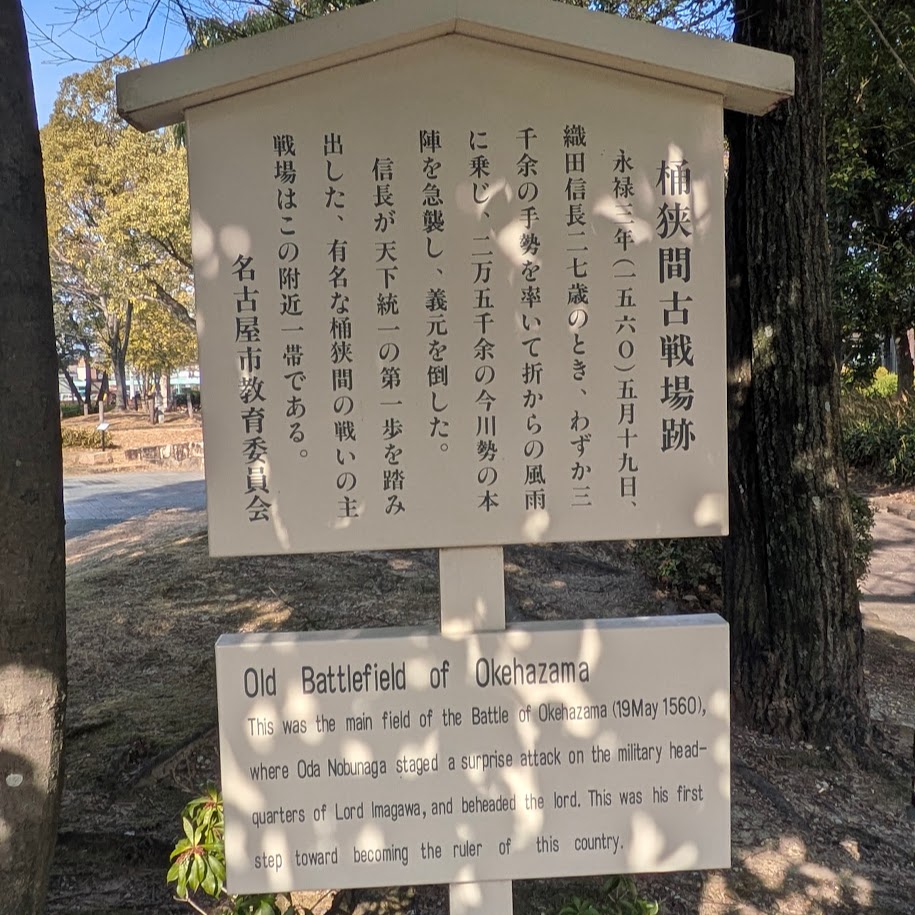 桶狭間古戦場跡
永禄三年(一五六〇)五月十九日、
織田信長二七歳のとき、わずか三
千余の手勢を率いて折からの風雨
に乗じ、二万五千余の今川勢の本
陣を急襲し、義元を倒した。
信長が天下統一の第一歩を踏み
出した、有名な桶狭間の戦いの主
戦場はこの附近一帯である。
名古屋市教育委員会
Old Battlefield of Okehazama
This was the main field of the Battle of Okehazama (19May 1560),
where Oda Nobunaga staged a surprise attack on the military head-
quarters of Lord Imagawa, and beheaded the lord. This was his first
step toward becoming the ruler of this country.